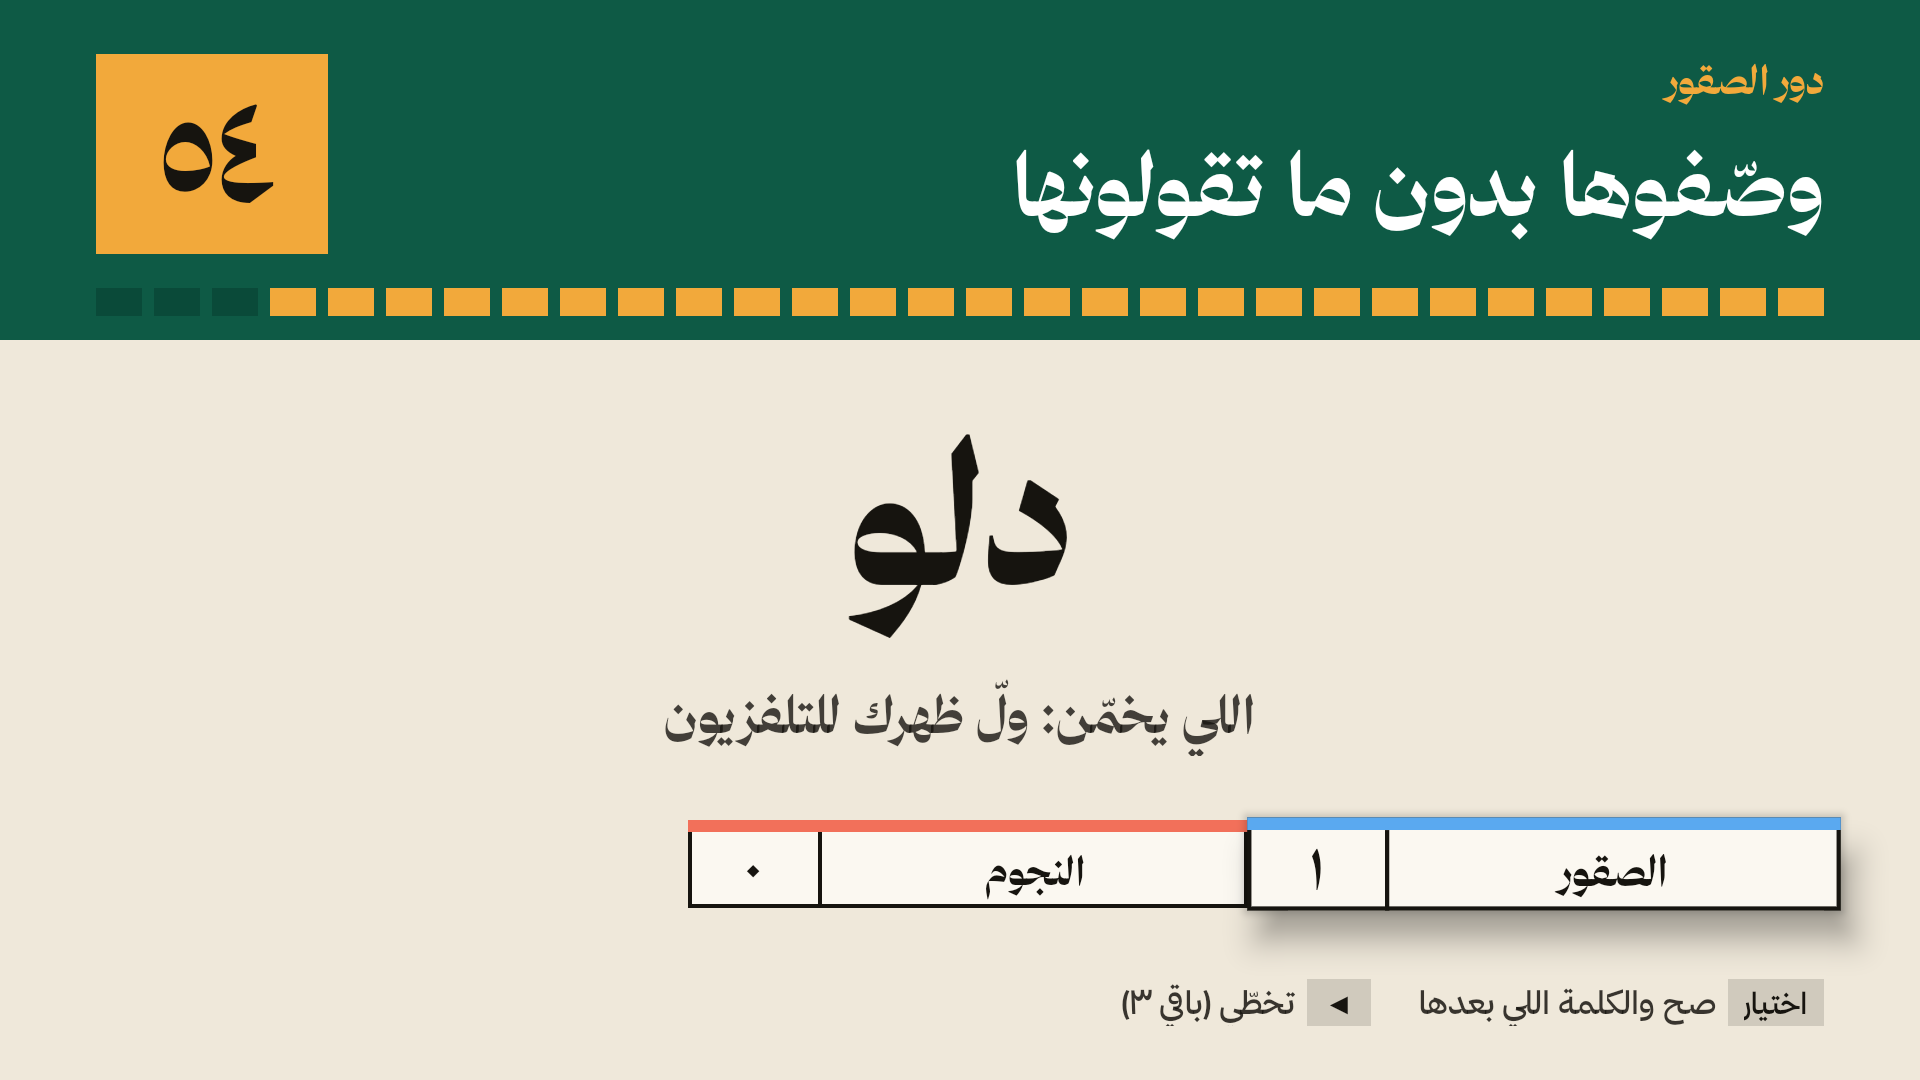 دور الصقور
وصّفوها بدون ما تقولونها
٥٤
دلو
اللي يخمّن: ولّ ظهرك للتلفزيون
الصقور ١
النجوم ٠
اختيار صح والكلمة اللي بعدها ◀ تخطّى (باقي ٣)